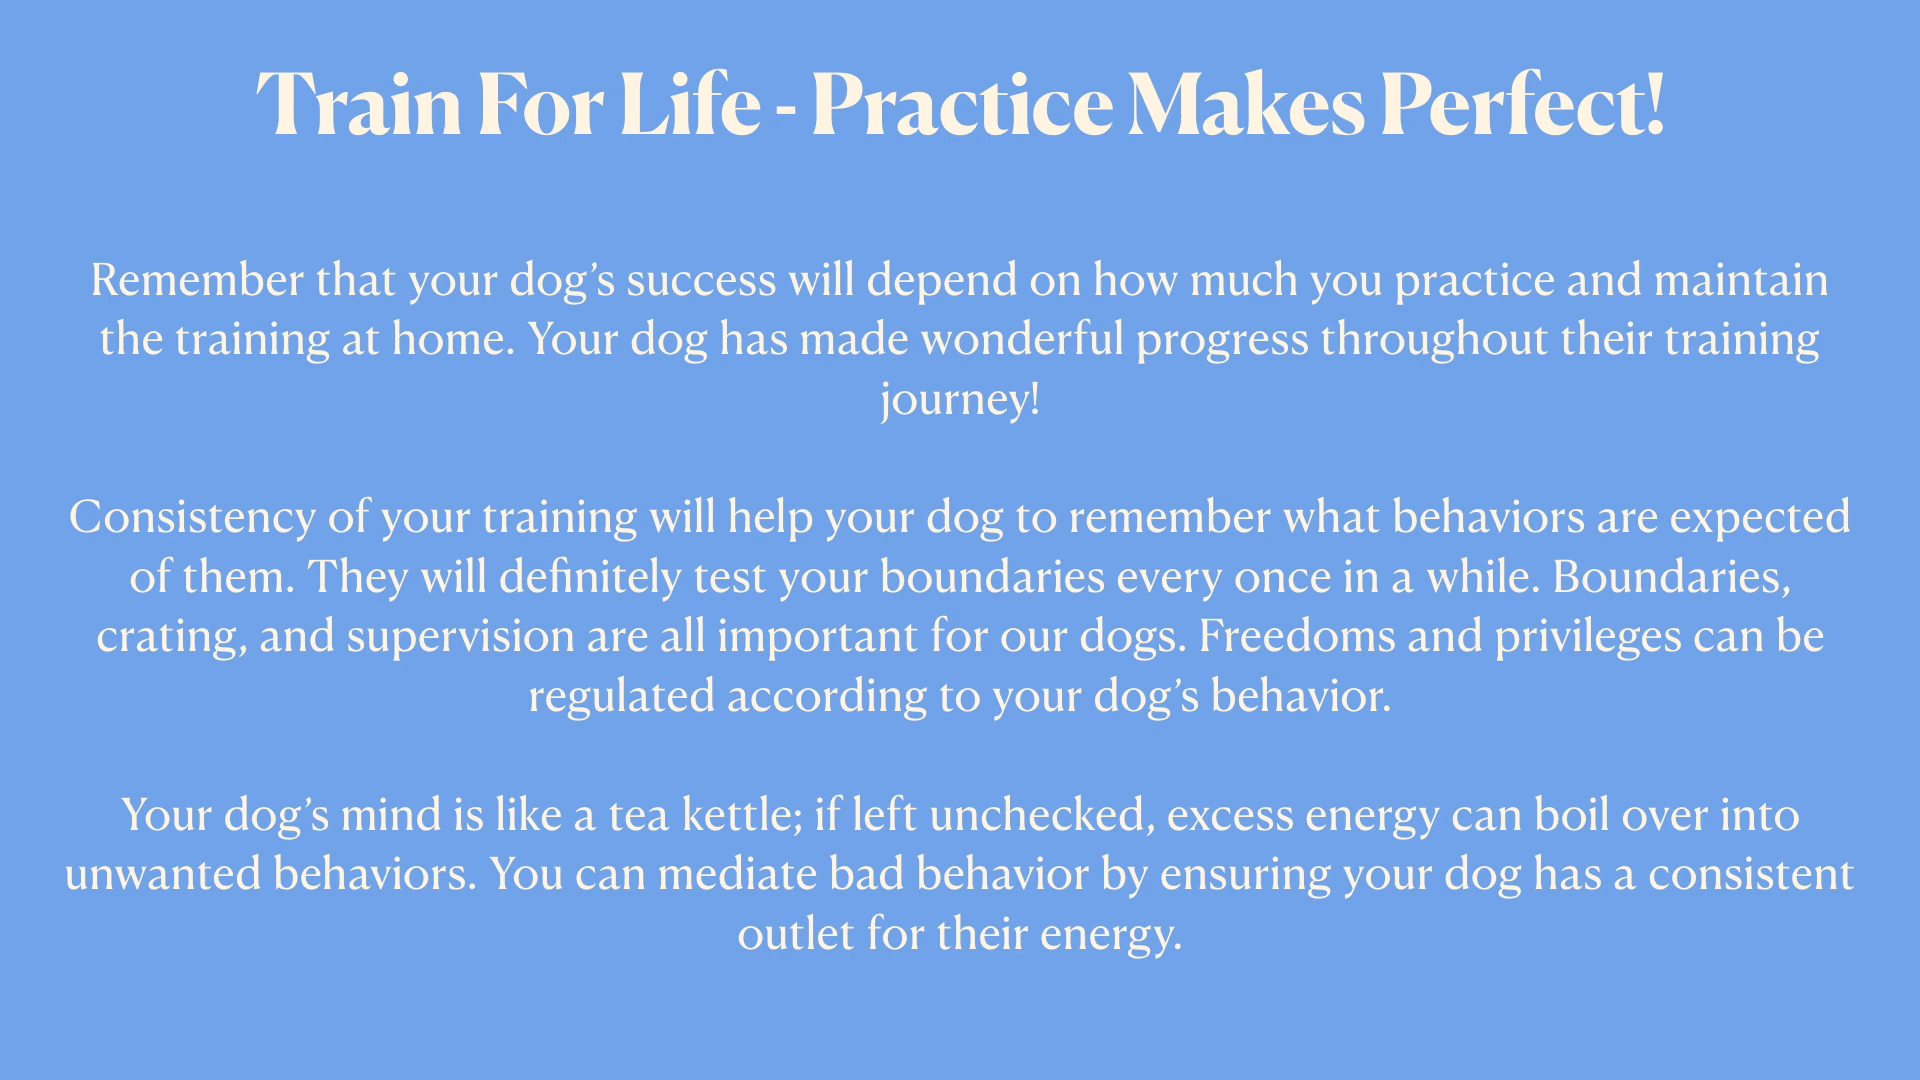 Train For Life - Practice Makes Perfect!
Remember that your dog’s success will depend on how much you practice and maintain
the training at home. Your dog has made wonderful progress throughout their training
journey!
Consistency of your training will help your dog to remember what behaviors are expected
of them. They will definitely test your boundaries every once in a while. Boundaries,
crating, and supervision are all important for our dogs. Freedoms and privileges can be
regulated according to your dog’s behavior.
Your dog’s mind is like a tea kettle; if left unchecked, excess energy can boil over into
unwanted behaviors. You can mediate bad behavior by ensuring your dog has a consistent
outlet for their energy.